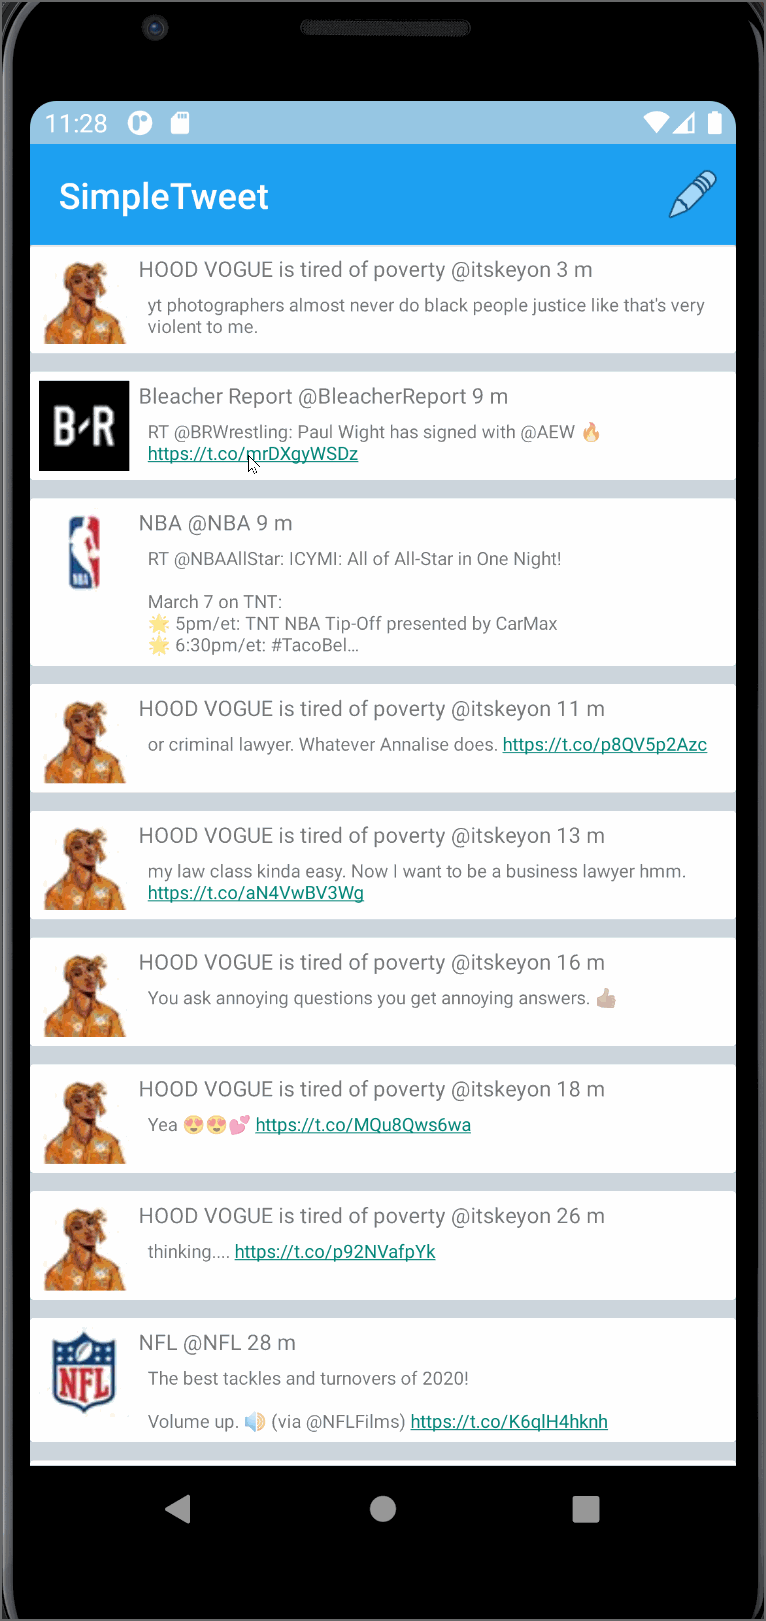 11:28
SimpleTweet
HOOD VOGUE is tired of poverty @itskeyon 3 m
yt photographers almost never do black people justice like that's very
violent to me.
B/R
Bleacher Report @BleacherReport 9 m
RT @BRWrestling: Paul Wight has signed with @AEW 🔥
https://t.co/mrDXgyWSDz
NBA
NBA @NBA 9 m
RT @NBAAllStar: ICYMI: All of All-Star in One Night!
March 7 on TNT:
🌟 5pm/et: TNT NBA Tip-Off presented by CarMax
🌟 6:30pm/et: #TacoBel…
HOOD VOGUE is tired of poverty @itskeyon 11 m
or criminal lawyer. Whatever Annalise does. https://t.co/p8QV5p2Azc
HOOD VOGUE is tired of poverty @itskeyon 13 m
my law class kinda easy. Now I want to be a business lawyer hmm.
https://t.co/aN4VwBV3Wg
HOOD VOGUE is tired of poverty @itskeyon 16 m
You ask annoying questions you get annoying answers. 👍🏽
HOOD VOGUE is tired of poverty @itskeyon 18 m
Yea 😍😍💕 https://t.co/MQu8Qws6wa
HOOD VOGUE is tired of poverty @itskeyon 26 m
thinking.... https://t.co/p92NVafpYk
NFL
NFL @NFL 28 m
The best tackles and turnovers of 2020!
Volume up. 🔊 (via @NFLFilms) https://t.co/K6qlH4hknh